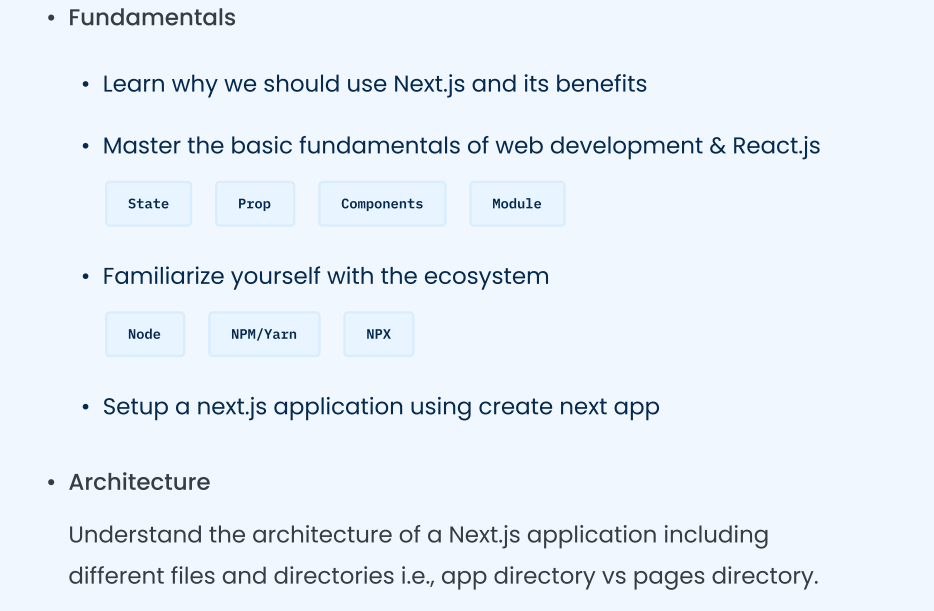 • Fundamentals
• Learn why we should use Next.js and its benefits
• Master the basic fundamentals of web development & React.js
State Prop Components Module
• Familiarize yourself with the ecosystem
Node NPM/Yarn NPX
• Setup a next.js application using create next app
• Architecture
Understand the architecture of a Next.js application including
different files and directories i.e., app directory vs pages directory.